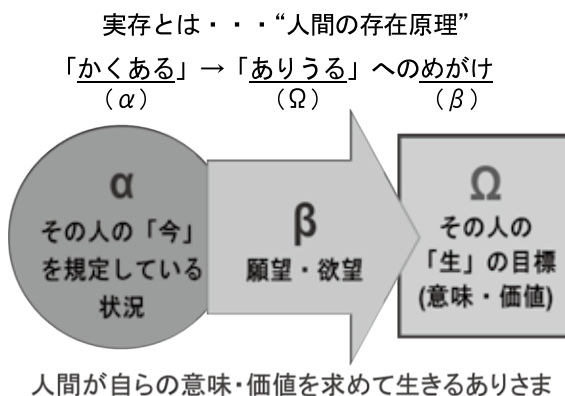 実存とは・・・“人間の存在原理”
「かくある」→「ありうる」へのめがけ
(α) (Ω) (β)
α
その人の「今」
を規定している
状況
β
願望・欲望
Ω
その人の
「生」の目標
(意味・価値)
人間が自らの意味・価値を求めて生きるありさま